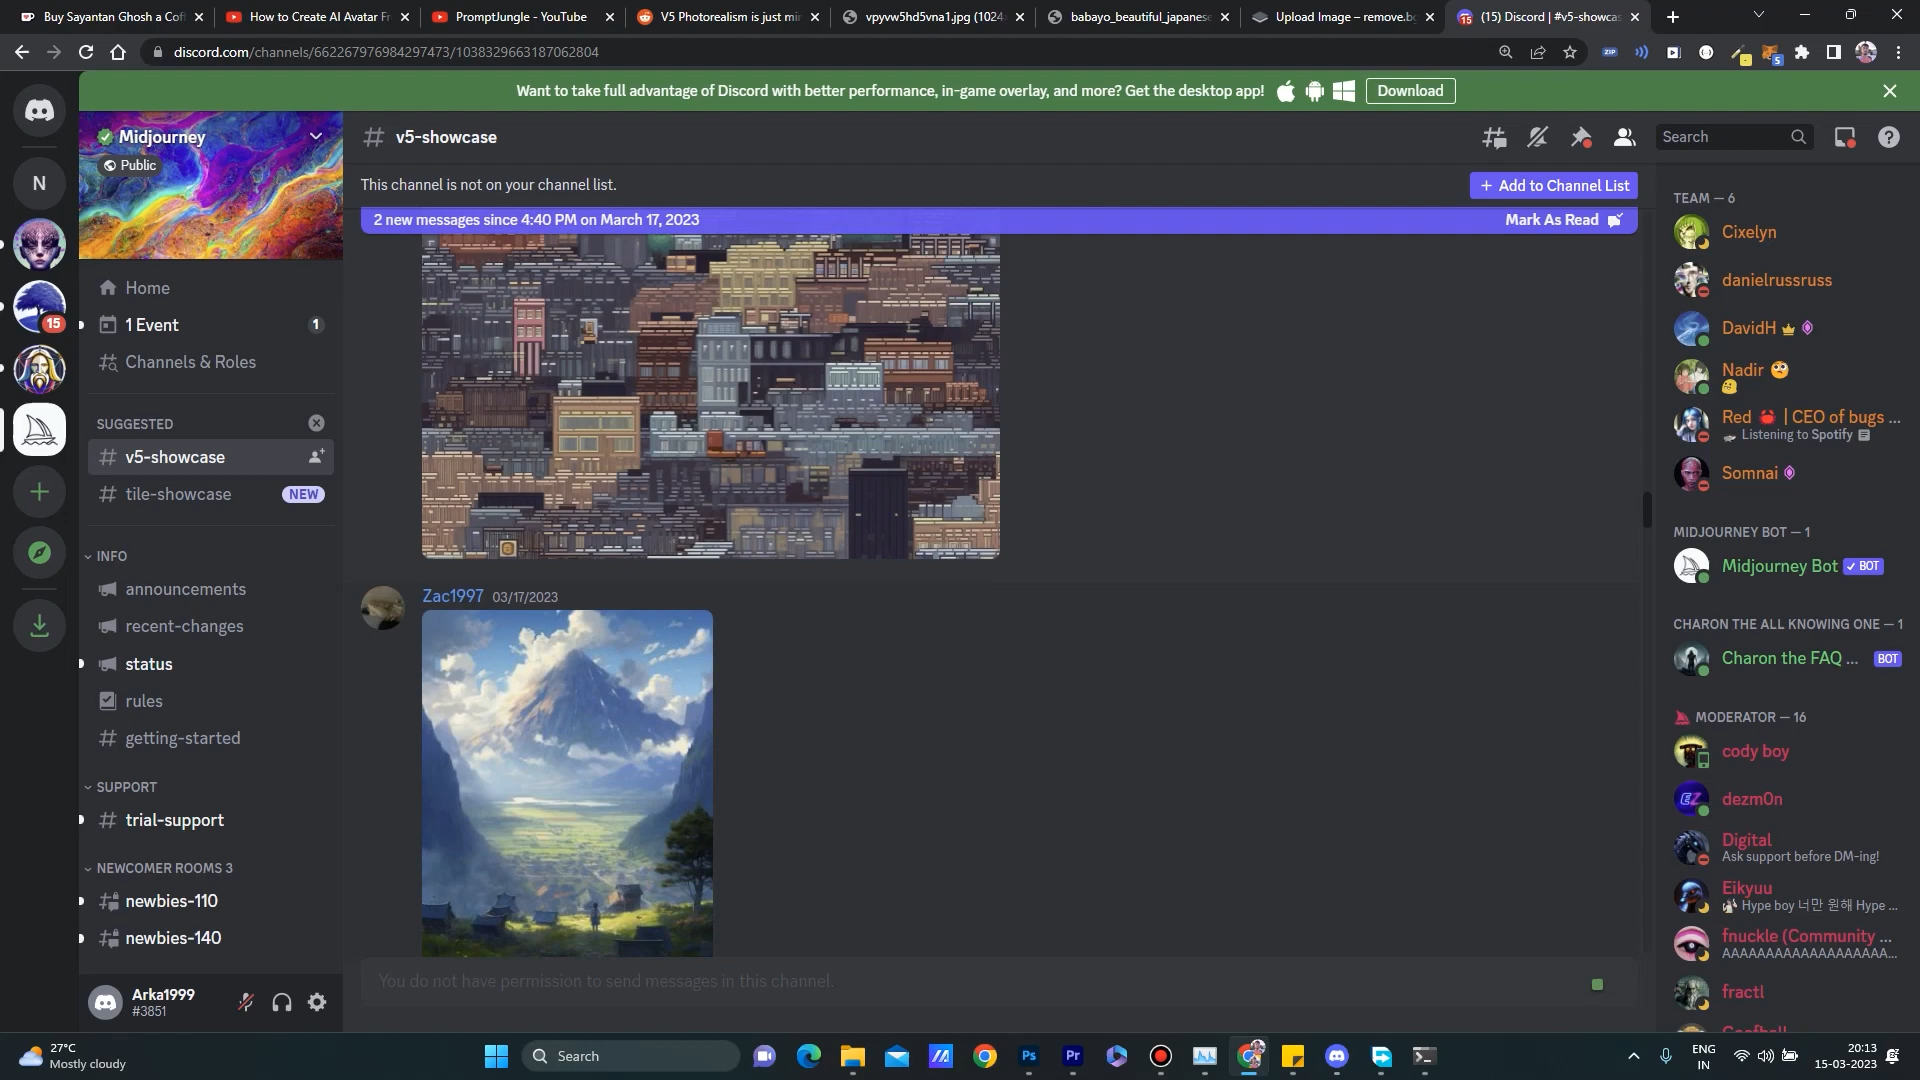 Buy Sayantan Ghosh a Cof
How to Create AI Avatar Fr
PromptJungle - YouTube
V5 Photorealism is just mi
vpyvw5hd5vna1.jpg (1024
babayo_beautiful_japanese
Upload Image – remove.bg
(15) Discord | #v5-showcas
discord.com/channels/662267976984297473/1038329663187062804
Want to take full advantage of Discord with better performance, in-game overlay, and more? Get the desktop app!
Download
Midjourney
Public
N
15
Home
1 Event
1
Channels & Roles
SUGGESTED
v5-showcase
tile-showcase
NEW
INFO
announcements
recent-changes
status
rules
getting-started
SUPPORT
trial-support
NEWCOMER ROOMS 3
newbies-110
newbies-140
Arka1999
#3851
v5-showcase
Search
This channel is not on your channel list.
+ Add to Channel List
2 new messages since 4:40 PM on March 17, 2023
Mark As Read
Zac1997 03/17/2023
You do not have permission to send messages in this channel.
TEAM — 6
Cixelyn
danielrussruss
DavidH
Nadir
Red | CEO of bugs ...
Listening to Spotify
Somnai
MIDJOURNEY BOT — 1
Midjourney Bot
BOT
CHARON THE ALL KNOWING ONE — 1
Charon the FAQ ...
BOT
MODERATOR — 16
cody boy
dezm0n
Digital
Ask support before DM-ing!
Eikyuu
Hype boy 너만 원해 Hype ...
fnuckle (Community ...
AAAAAAAAAAAAAAAAAAA...
fractl
27°C
Mostly cloudy
Search
Ps
Pr
ENG
IN
20:13
15-03-2023